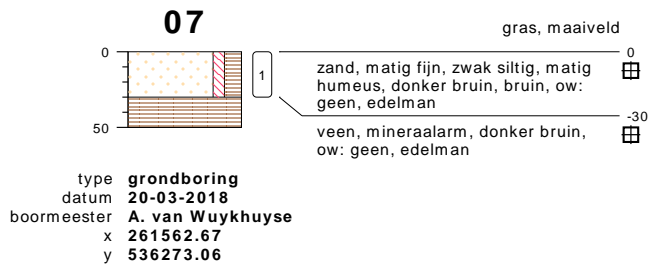 07
gras, maaiveld
0
0
1
zand, matig fijn, zwak siltig, matig
humeus, donker bruin, bruin, ow:
geen, edelman
-30
50
veen, mineraalarm, donker bruin,
ow: geen, edelman
type grondboring
datum 20-03-2018
boormeester A. van Wuykhuyse
x 261562.67
y 536273.06